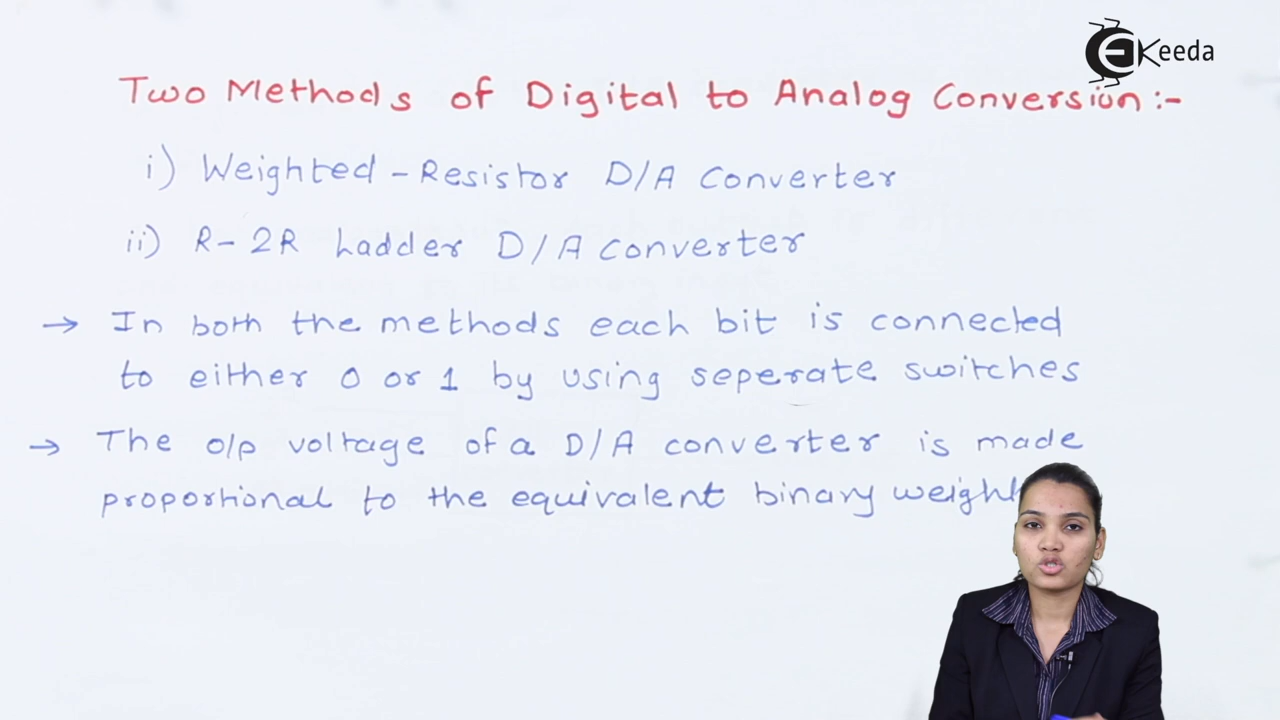 EKeeda
Two Methods of Digital to Analog Conversion :-
i) Weighted - Resistor D/A Converter
ii) R - 2R Ladder D/A Converter
→ In both the methods each bit is connected
to either 0 or 1 by using seperate switches
→ The o/p voltage of a D/A converter is made
proportional to the equivalent binary weight